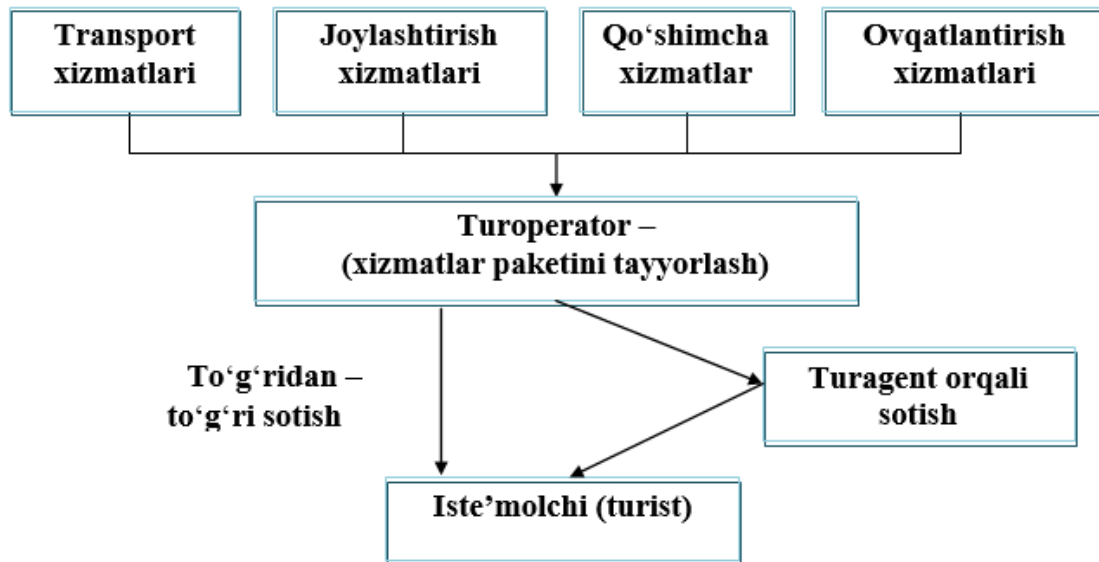 Transport
xizmatlari
Joylashtirish
xizmatlari
Qo‘shimcha
xizmatlar
Ovqatlantirish
xizmatlari
Turoperator –
(xizmatlar paketini tayyorlash)
To‘g‘ridan –
to‘g‘ri sotish
Turagent orqali
sotish
Iste’molchi (turist)